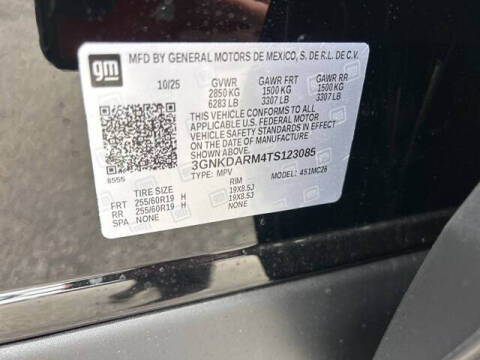 MFD BY GENERAL MOTORS DE MEXICO, S. DE R.L. DE C.V.
gm
10/25 GVWR GAWR FRT GAWR RR
2850 KG 1500 KG 1500 KG
6283 LB 3307 LB 3307 LB
THIS VEHICLE CONFORMS TO ALL
APPLICABLE U.S. FEDERAL MOTOR
VEHICLE SAFETY STANDARDS IN EFFECT
ON THE DATE OF MANUFACTURE
3GNKDARM4TS123085
8555 TYPE: MPV MODEL: 451MC26
TIRE SIZE RIM
FRT 255/60R19 H 19X8.5J
RR 255/60R19 H 19X8.5J
SPA NONE NONE